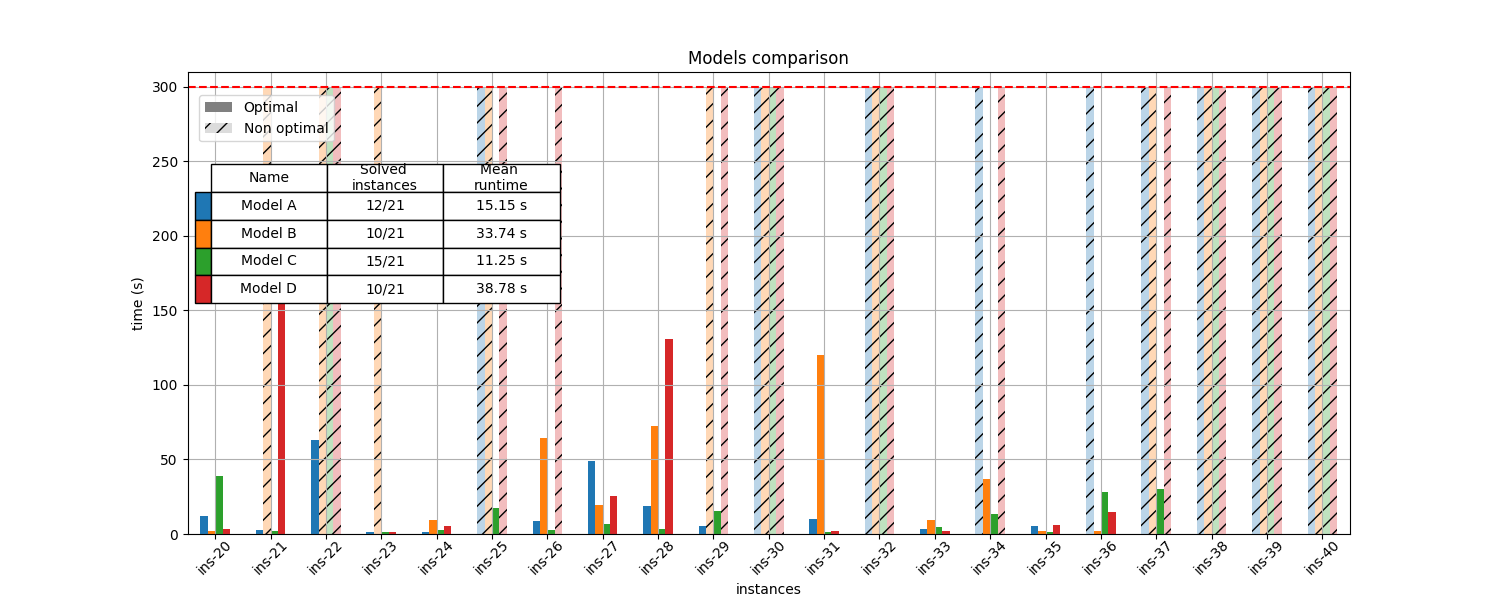 Models comparison
time (s)
300
250
200
150
100
50
0
Optimal
Non optimal
Name Solved instances Mean runtime
Model A 12/21 15.15 s
Model B 10/21 33.74 s
Model C 15/21 11.25 s
Model D 10/21 38.78 s
ins-20 ins-21 ins-22 ins-23 ins-24 ins-25 ins-26 ins-27 ins-28 ins-29 ins-30 ins-31 ins-32 ins-33 ins-34 ins-35 ins-36 ins-37 ins-38 ins-39 ins-40
instances